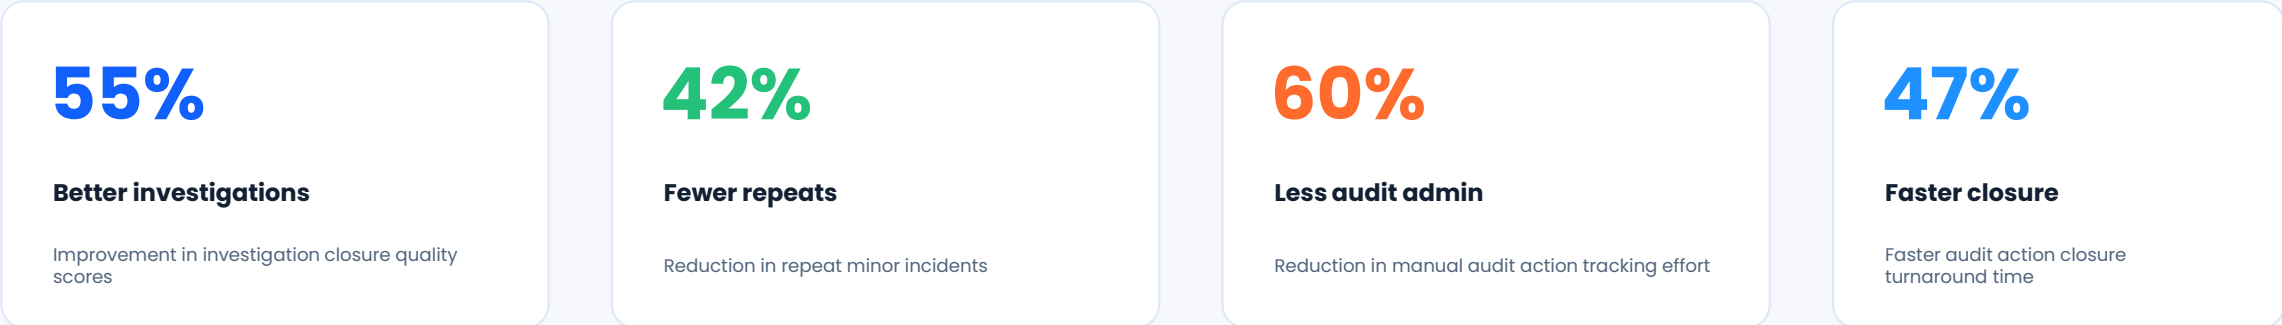 55%
Better investigations
Improvement in investigation closure quality
scores
42%
Fewer repeats
Reduction in repeat minor incidents
60%
Less audit admin
Reduction in manual audit action tracking effort
47%
Faster closure
Faster audit action closure
turnaround time